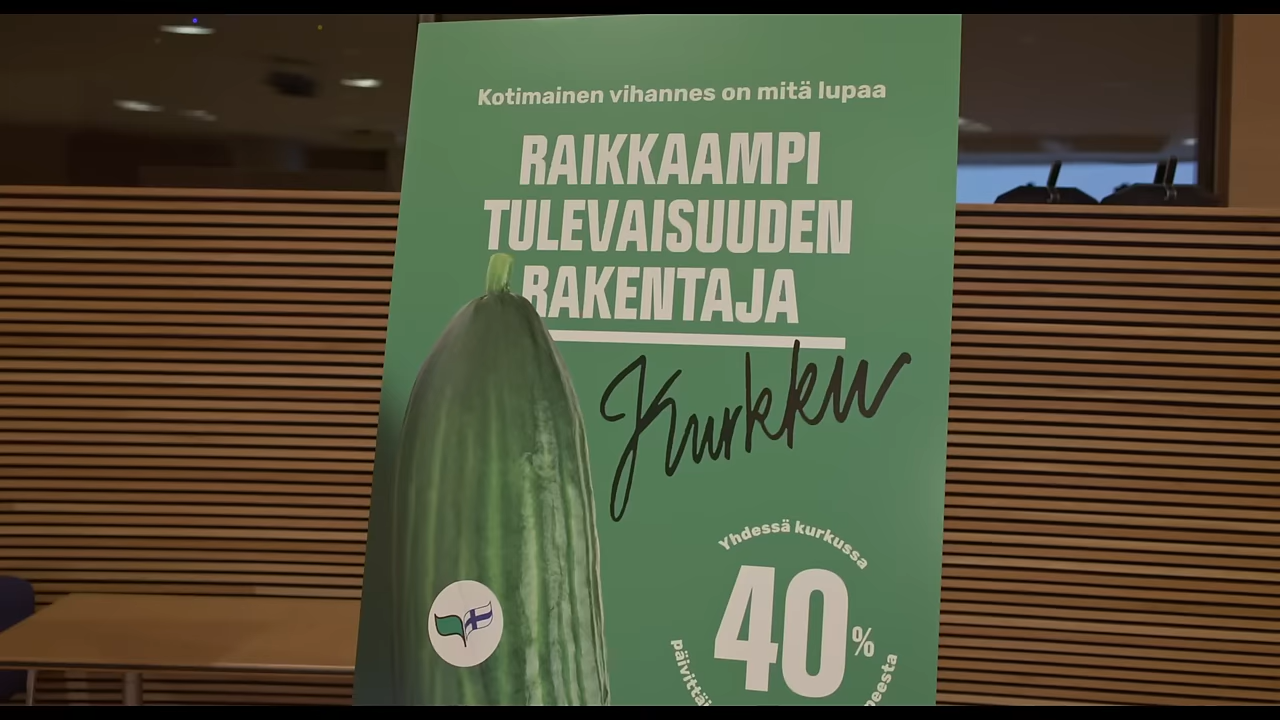 Kotimainen vihannes on mitä lupaa
RAIKKAAMPI
TULEVAISUUDEN
RAKENTAJA
Kurkku
Yhdessä kurkussa
40%